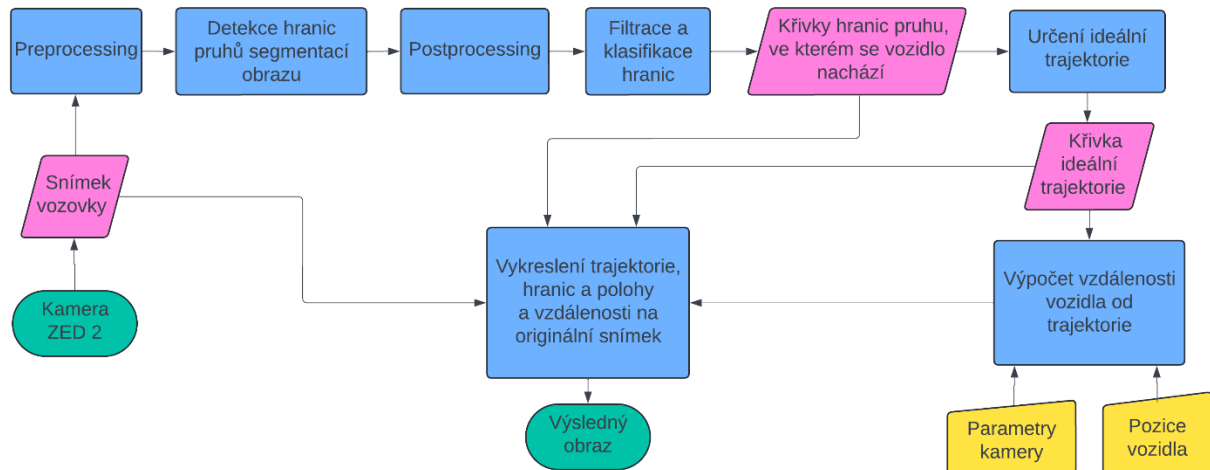 Preprocessing
Detekce hranic
pruhů segmentací
obrazu
Postprocessing
Filtrace a
klasifikace
hranic
Křivky hranic pruhu,
ve kterém se vozidlo
nachází
Určení ideální
trajektorie
Snímek
vozovky
Křivka
ideální
trajektorie
Kamera
ZED 2
Vykreslení trajektorie,
hranic a polohy
a vzdálenosti na
originální snímek
Výpočet vzdálenosti
vozidla od
trajektorie
Výsledný
obraz
Parametry
kamery
Pozice
vozidla